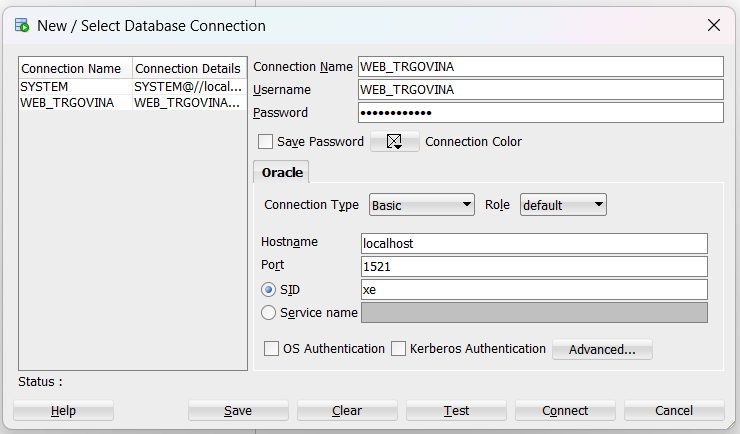 New / Select Database Connection
Connection Name Connection Details
SYSTEM SYSTEM@//local...
WEB_TRGOVINA WEB_TRGOVINA...
Connection Name WEB_TRGOVINA
Username WEB_TRGOVINA
Password ••••••••••••
Save Password Connection Color
Oracle
Connection Type Basic Role default
Hostname localhost
Port 1521
SID xe
Service name
OS Authentication Kerberos Authentication Advanced...
Status :
Help Save Clear Test Connect Cancel